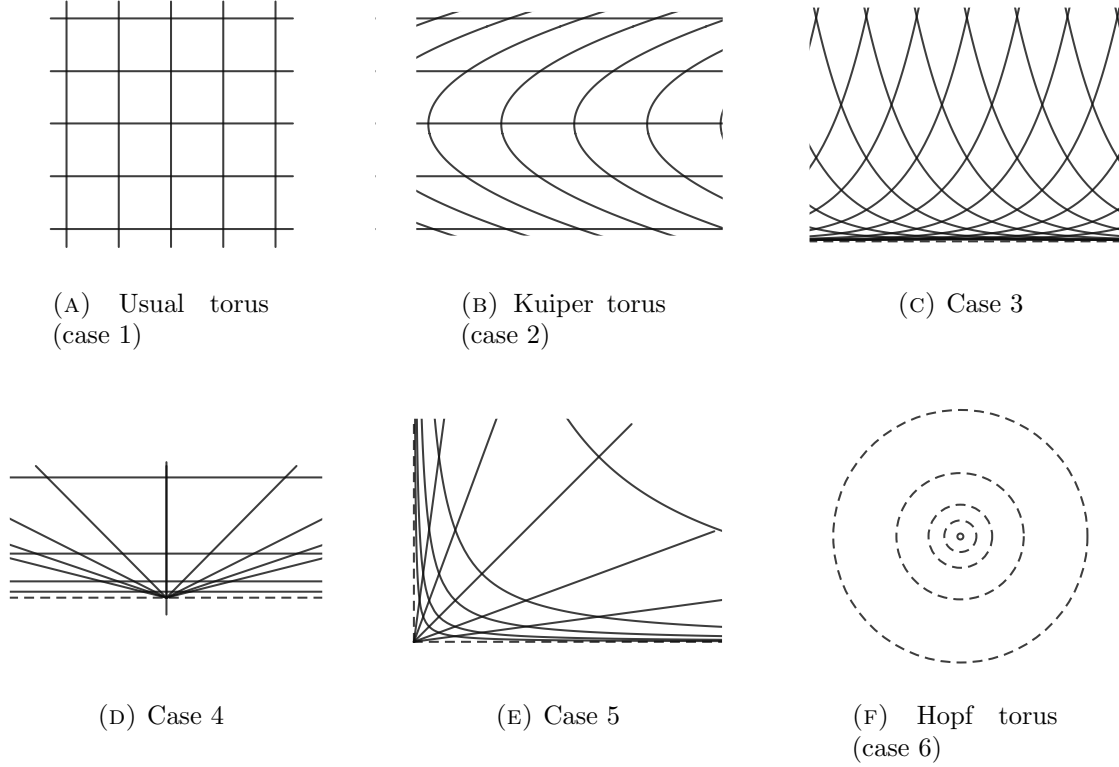 (A) Usual torus
(case 1)
(B) Kuiper torus
(case 2)
(C) Case 3
(D) Case 4
(E) Case 5
(F) Hopf torus
(case 6)